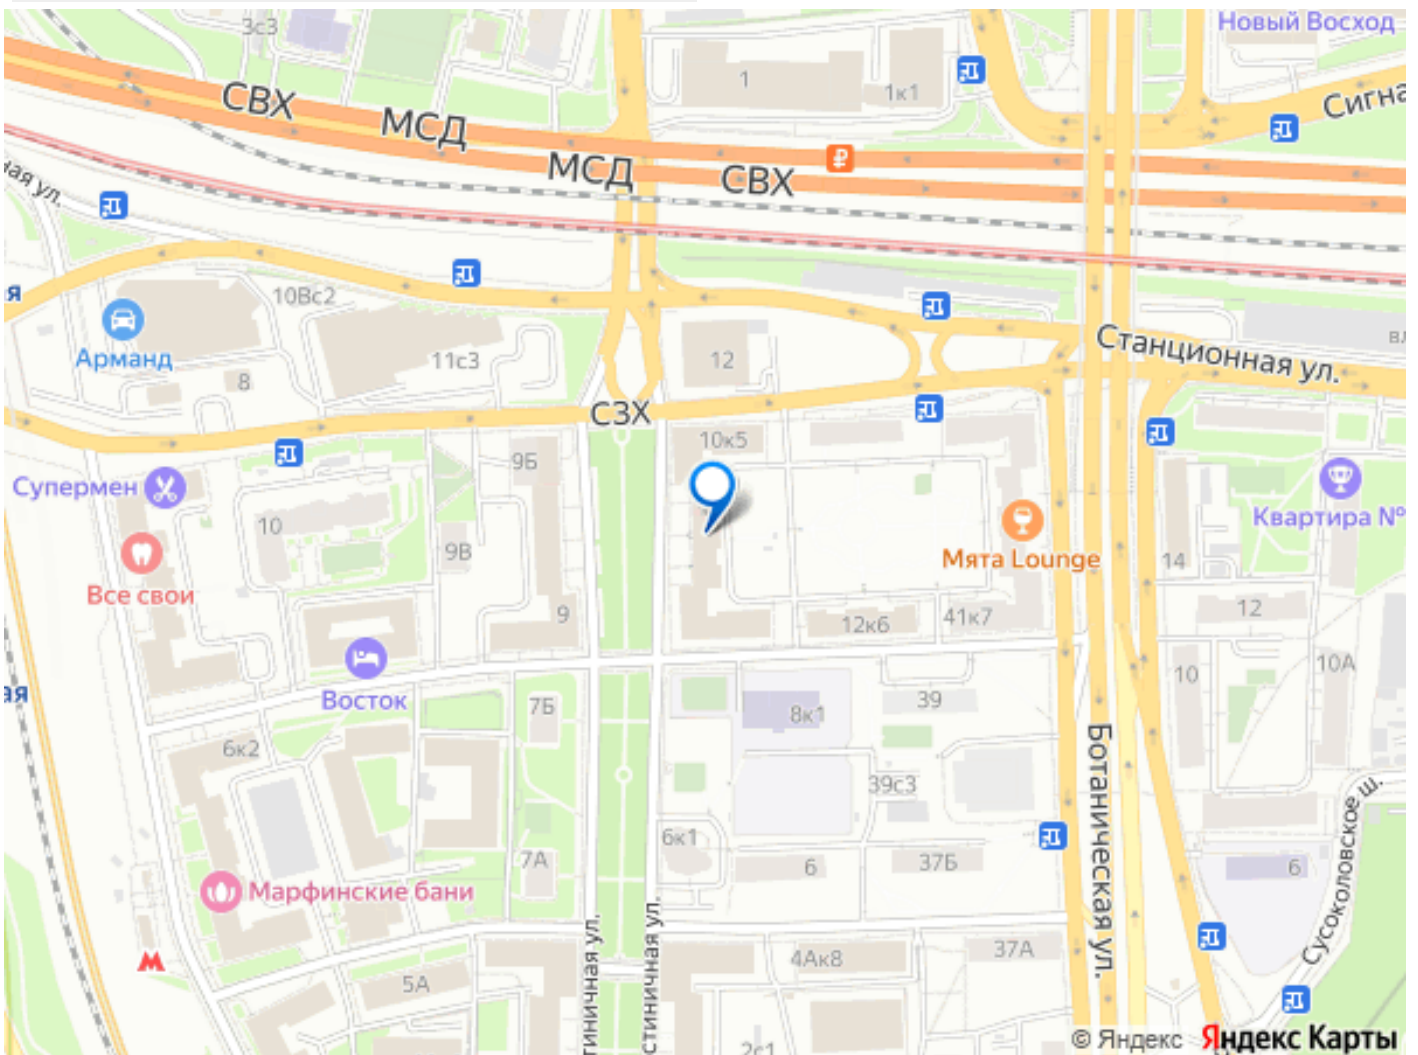 3с3
Новый Восход
1
1к1
СВХ
МСД
Сигна
МСД
СВХ
ная ул.
я
10Вс2
Арманд
11с3
8
12
Станционная ул.
вл
СЗХ
10к5
9Б
Супермен
10
9В
Квартира №
Мята Lounge
14
Все свои
9
12к6
41к7
12
10А
10
Восток
ая
7Б
39
8к1
6к2
Ботаническая ул.
39с3
Сусоколовское ш.
6к1
7А
6
37Б
6
Марфинские бани
тиничная ул.
стиничная ул.
37А
4Ак8
5А
2с1
© Яндекс
Яндекс Карты